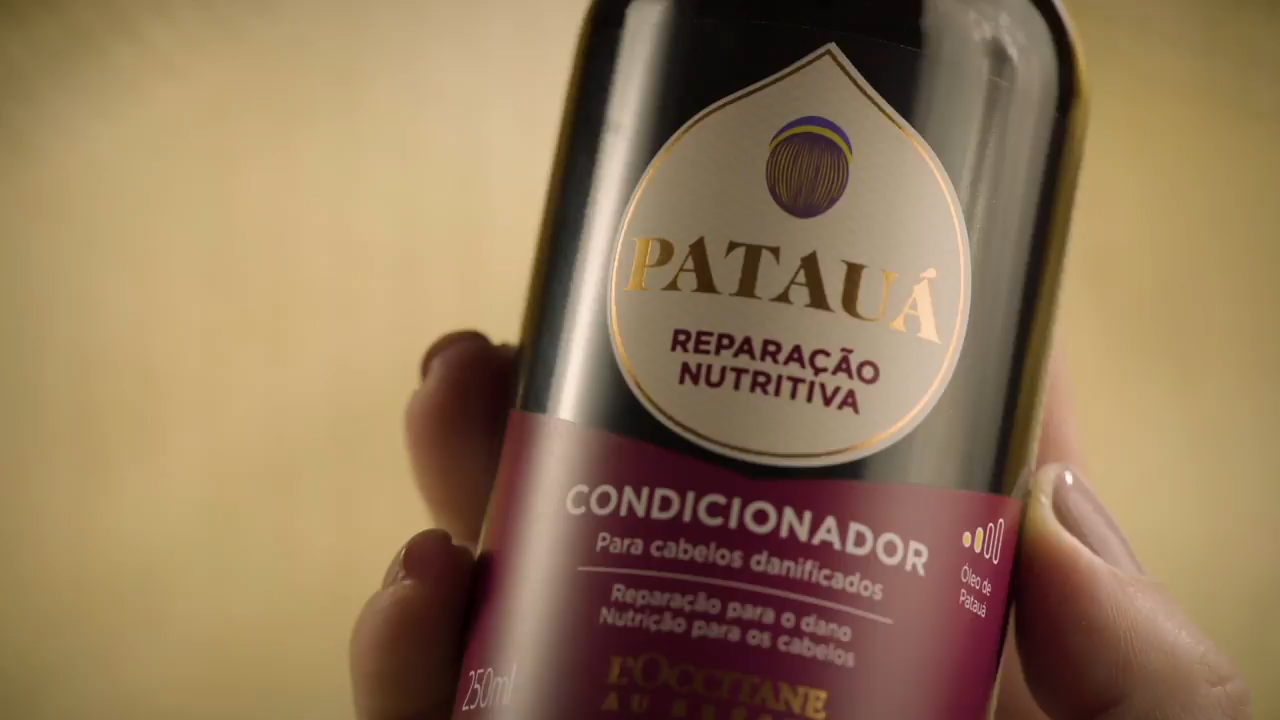 PATAUÁ
REPARAÇÃO
NUTRITIVA
CONDICIONADOR
Para cabelos danificados
Óleo de
Patauá
Reparação para o dano
Nutrição para os cabelos
250ml
L'OCCITANE
AU